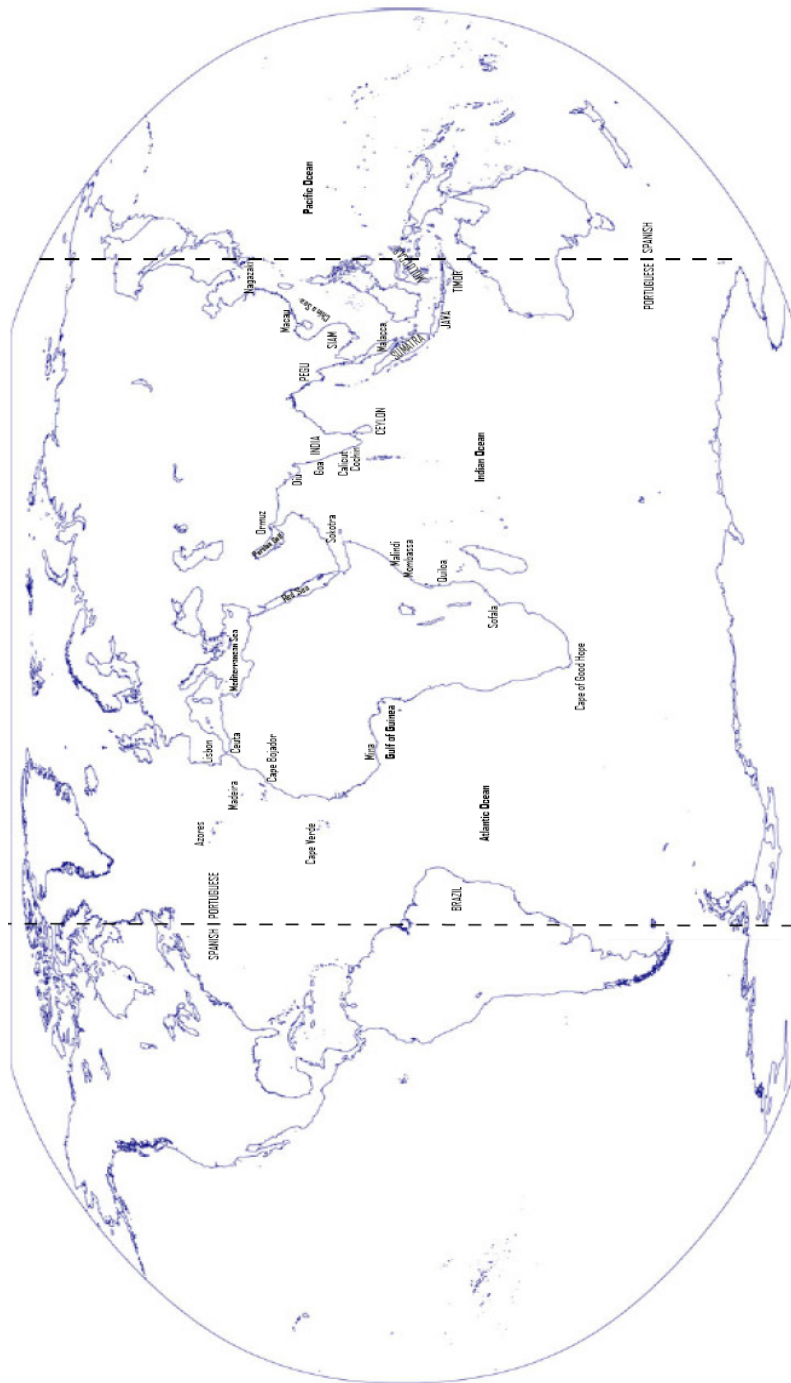 SPANISH PORTUGUESE
Azores
Lisbon
Madeira
Ceuta
Mediterranean Sea
Cape Bojador
Cape Verde
Red Sea
Persian Gulf
Ormuz
Sokotra
Diu
Goa
INDIA
Calicut
Cochin
CEYLON
PEGU
SIAM
Macau
China Sea
Nagazaki
Pacific Ocean
Malacca
SUMATRA
MOLUCCAS
JAVA
TIMOR
Mina
Gulf of Guinea
Malindi
Mombassa
Quiloa
Sofala
BRAZIL
Atlantic Ocean
Indian Ocean
Cape of Good Hope
PORTUGUESE SPANISH